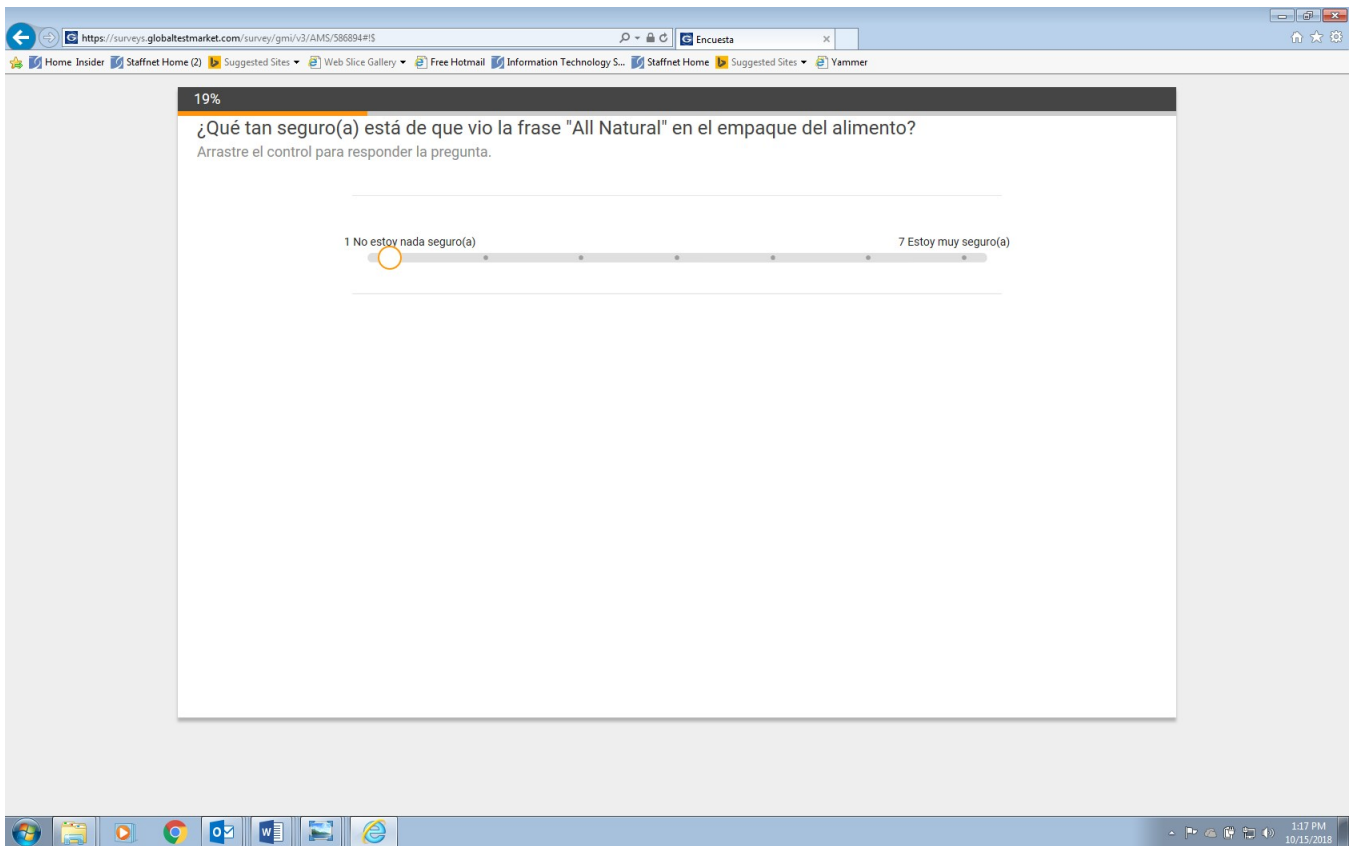 https://surveys.globaltestmarket.com/survey/gmi/v3/AMS/586894#!S
Encuesta
Home Insider Staffnet Home (2) Suggested Sites Web Slice Gallery Free Hotmail Information Technology S... Staffnet Home Suggested Sites Yammer
19%
¿Qué tan seguro(a) está de que vio la frase "All Natural" en el empaque del alimento?
Arrastre el control para responder la pregunta.
1 No estoy nada seguro(a) 7 Estoy muy seguro(a)
1:17 PM
10/15/2018